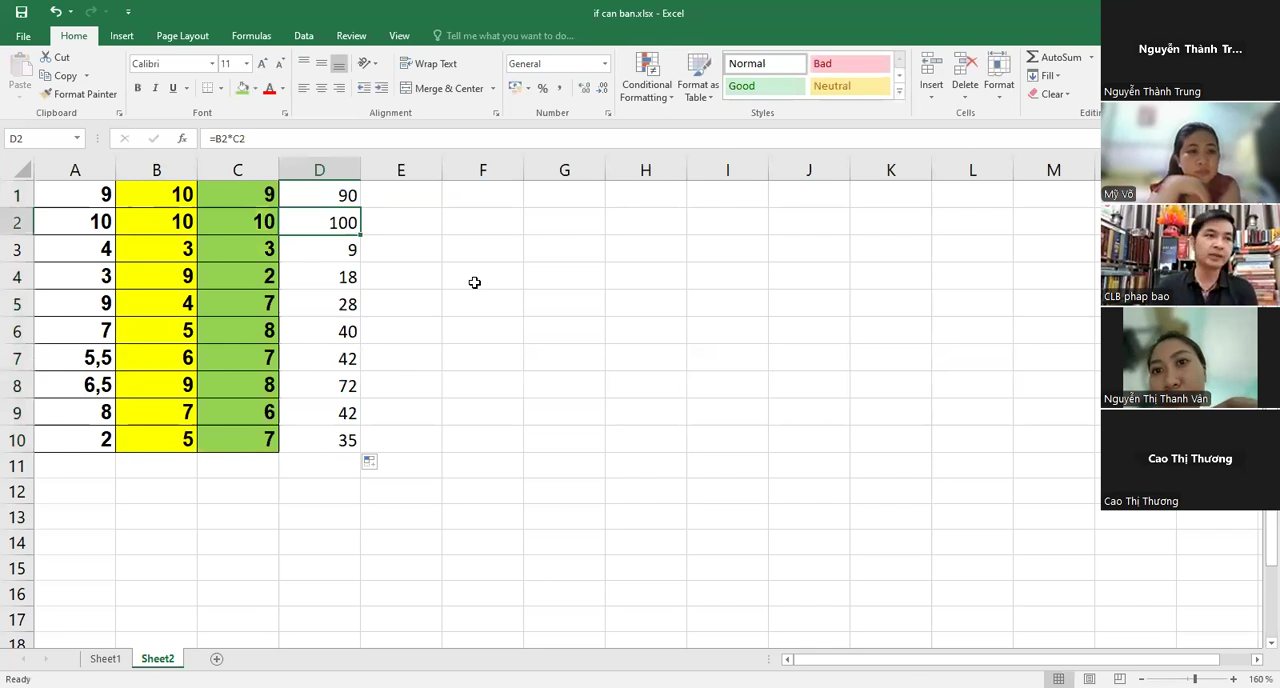 if can ban.xlsx - Excel
File Home Insert Page Layout Formulas Data Review View Tell me what you want to do...
Paste
Cut
Copy
Format Painter
Clipboard
Calibri 11
B I U
Font
Wrap Text
Merge & Center
Alignment
General
Number
Conditional Formatting
Format as Table
Normal Bad
Good Neutral
Styles
Insert Delete Format
Cells
AutoSum
Fill
Clear
Editin
D2 fx =B2*C2
A B C D E F G H I J K L M
1 9 10 9 90
2 10 10 10 100
3 4 3 3 9
4 3 9 2 18
5 9 4 7 28
6 7 5 8 40
7 5,5 6 7 42
8 6,5 9 8 72
9 8 7 6 42
10 2 5 7 35
11
12
13
14
15
16
17
18
Sheet1 Sheet2
Ready
160 %
Nguyễn Thành Tr...
Nguyễn Thành Trung
Mỹ Võ
CLB phap bao
Nguyễn Thị Thanh Vân
Cao Thị Thương
Cao Thị Thương